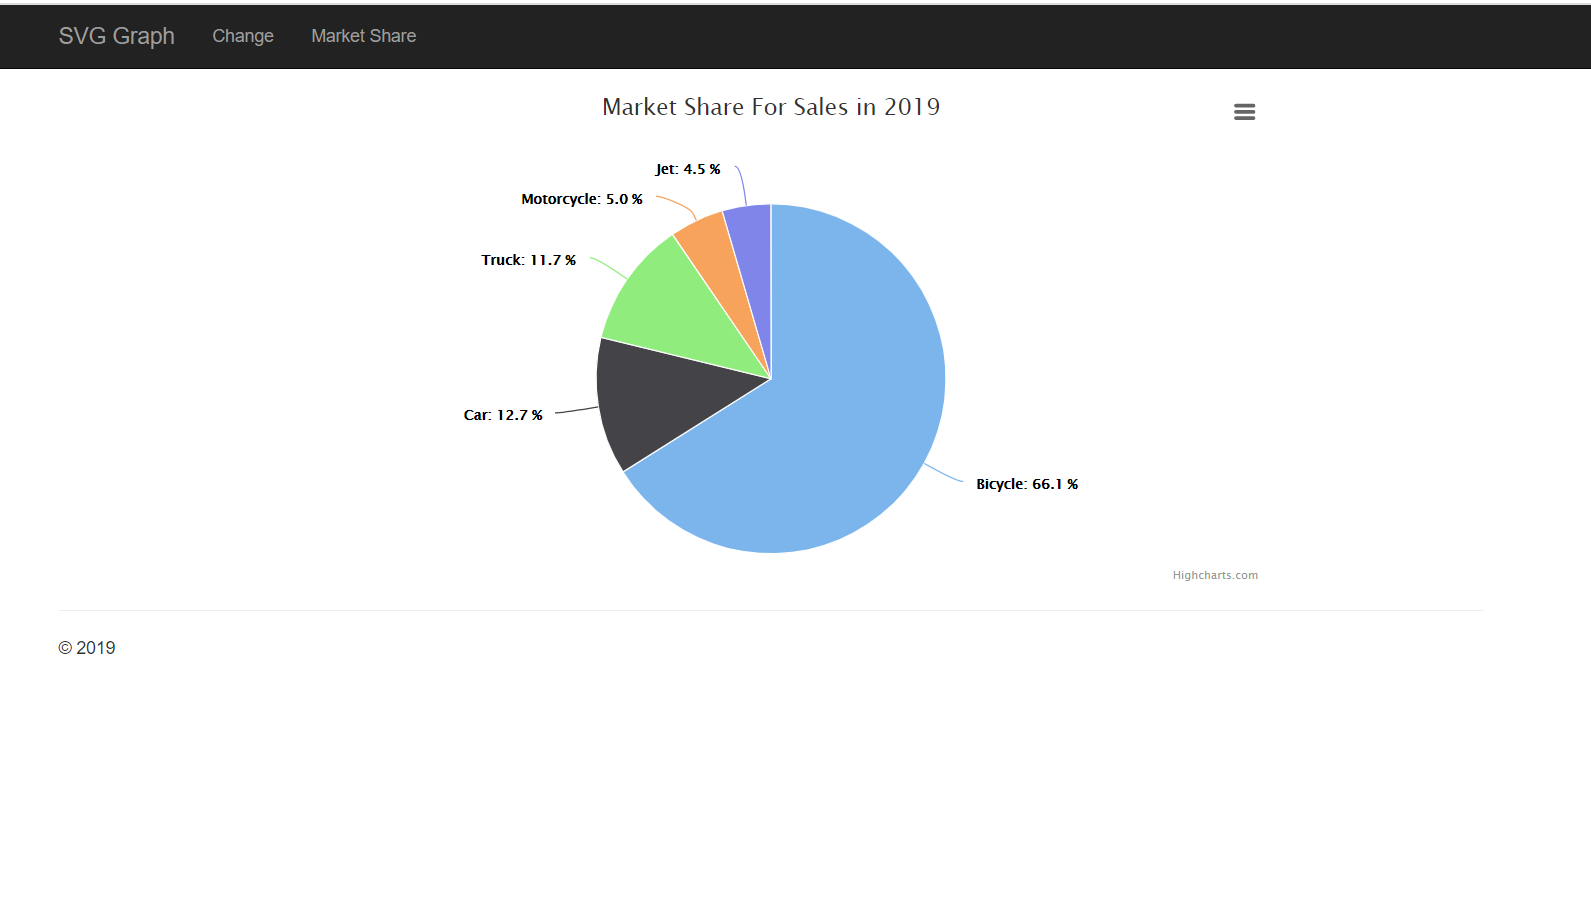 SVG Graph Change Market Share
Market Share For Sales in 2019
Jet: 4.5 %
Motorcycle: 5.0 %
Truck: 11.7 %
Car: 12.7 %
Bicycle: 66.1 %
Highcharts.com
© 2019